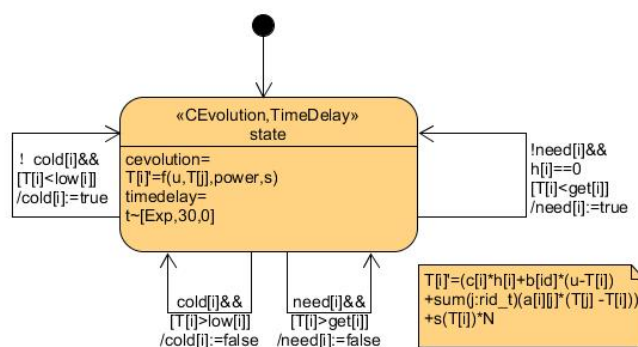 «CEvolution,TimeDelay»
state
cevolution=
T[i]'=f(u,T[j],power,s)
timedelay=
t~[Exp,30,0]
! cold[i]&&
[T[i]<low[i]]
/cold[i]:=true
!need[i]&&
h[i]==0
[T[i]<get[i]]
/need[i]:=true
cold[i]&&
[T[i]>low[i]]
/cold[i]:=false
need[i]&&
[T[i]>get[i]]
/need[i]:=false
T[i]'=(c[i]*h[i]+b[id]*(u-T[i])
+sum(j:rid_t)(a[i][j]*(T[j] -T[i]))
+s(T[i])*N